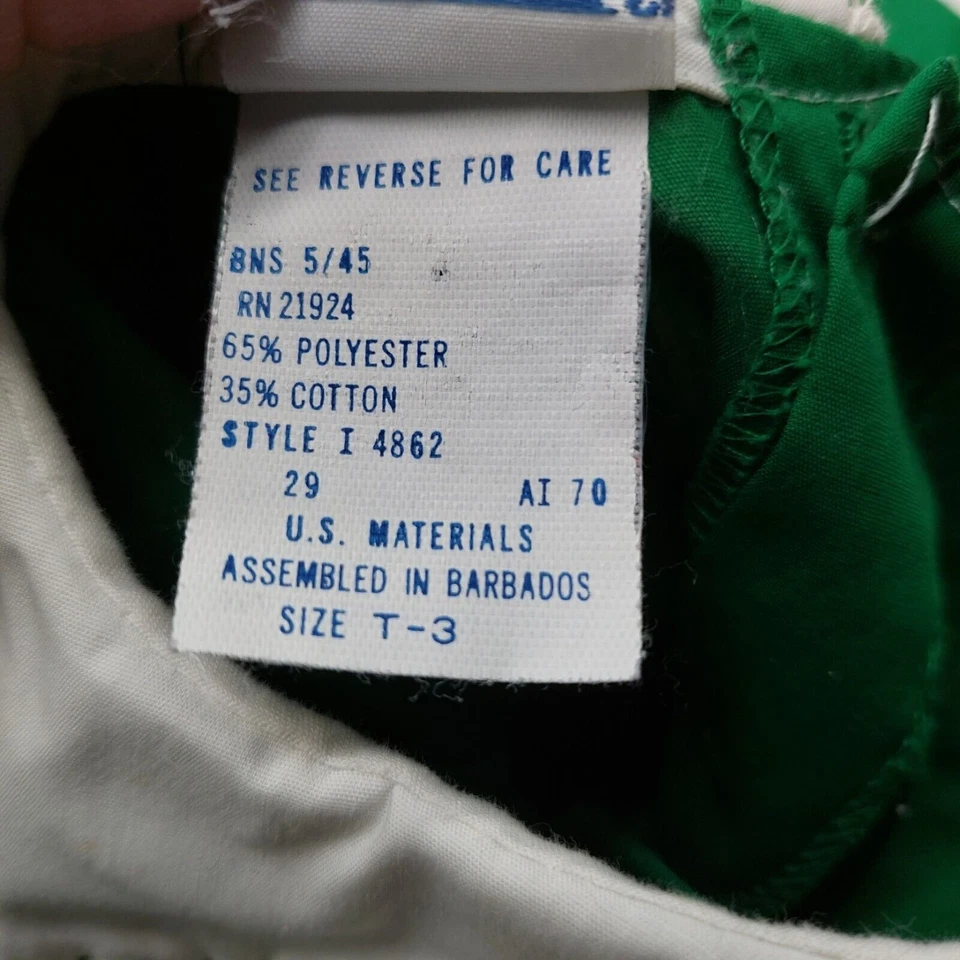 SEE REVERSE FOR CARE
BNS 5/45
RN 21924
65% POLYESTER
35% COTTON
STYLE I 4862
29 AI 70
U.S. MATERIALS
ASSEMBLED IN BARBADOS
SIZE T-3